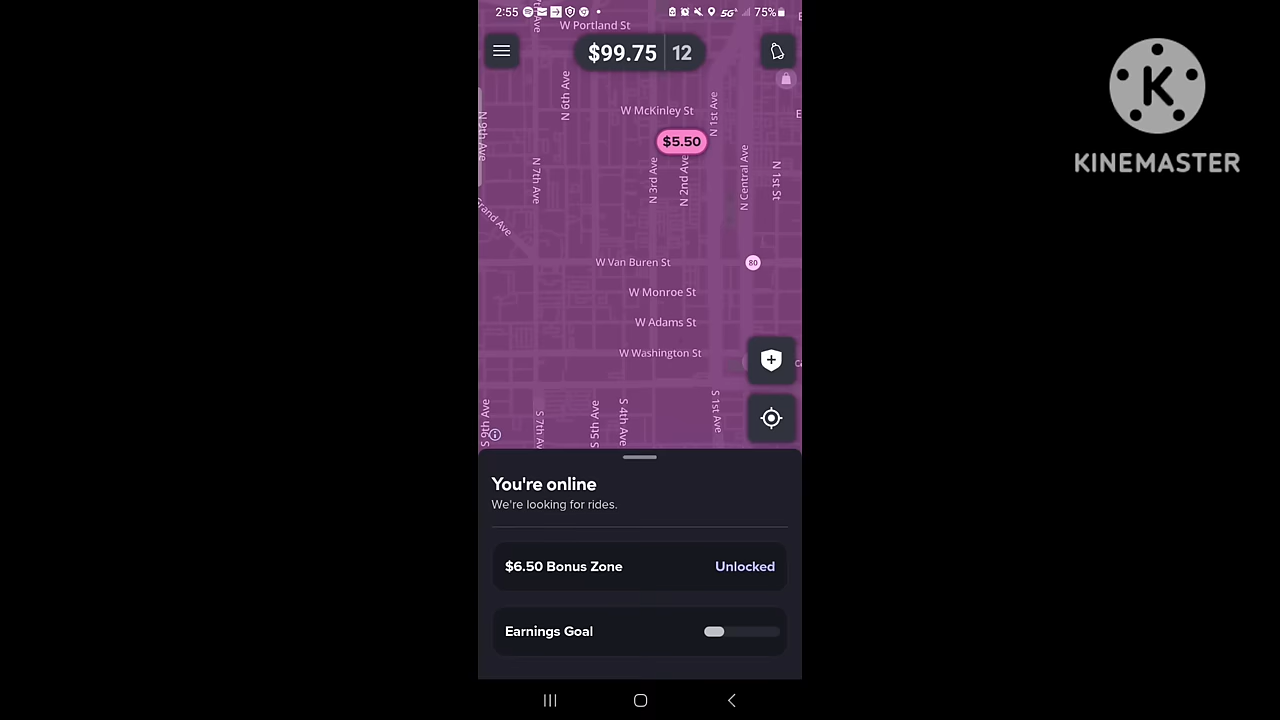 2:55
5G
75%
W Portland St
7th Ave
$99.75 12
N 6th Ave
W McKinley St
N 1st Ave
E
N 9th Ave
$5.50
N 7th Ave
N 3rd Ave
N 2nd Ave
N Central Ave
N 1st St
Grand Ave
W Van Buren St
80
W Monroe St
W Adams St
W Washington St
S 9th Ave
S 7th Av
S 5th Ave
S 4th Ave
S 1st Ave
You're online
We're looking for rides.
$6.50 Bonus Zone Unlocked
Earnings Goal
K
KINEMASTER